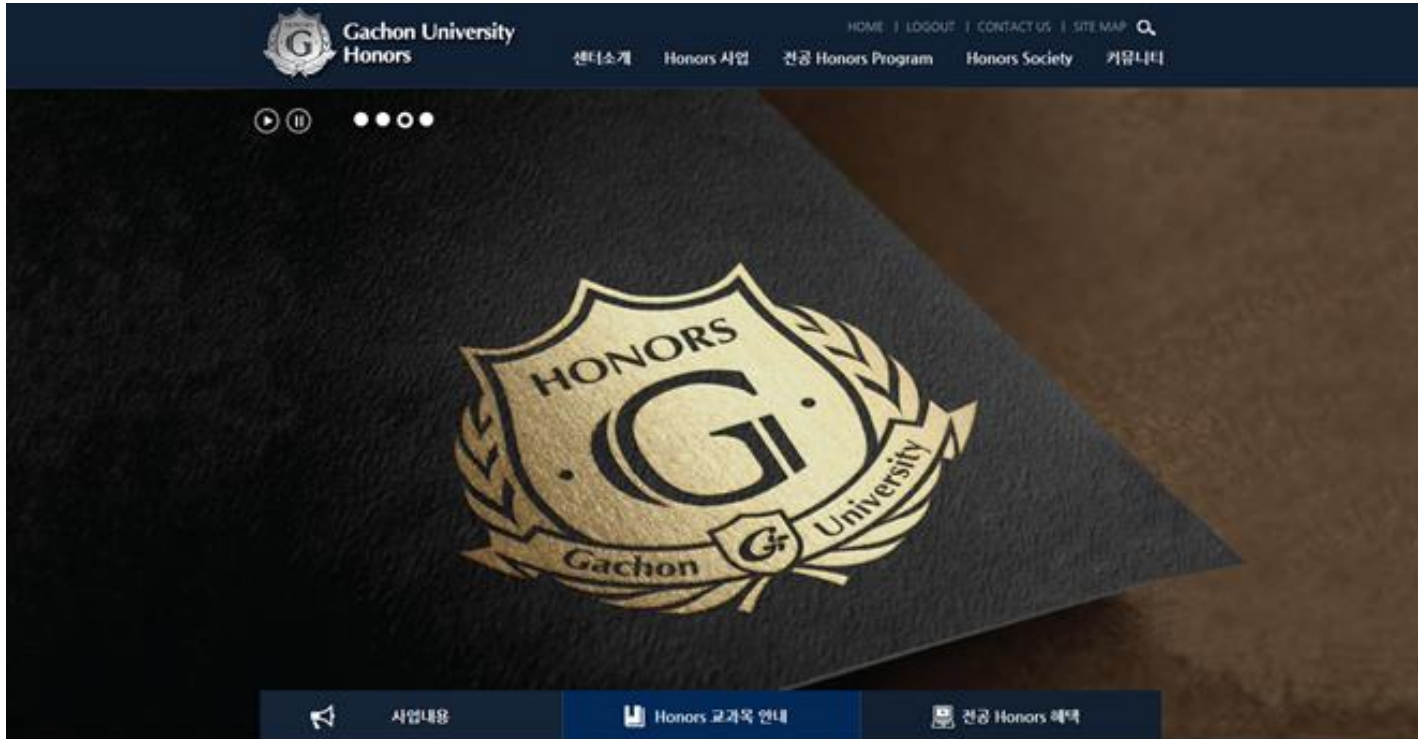 HONORS
G
Gachon University
Honors
HOME | LOGOUT | CONTACT US | SITE MAP
센터소개 Honors 사업 전공 Honors Program Honors Society 커뮤니티
HONORS
G
Gachon G University
사업내용 Honors 교과목 안내 전공 Honors 혜택